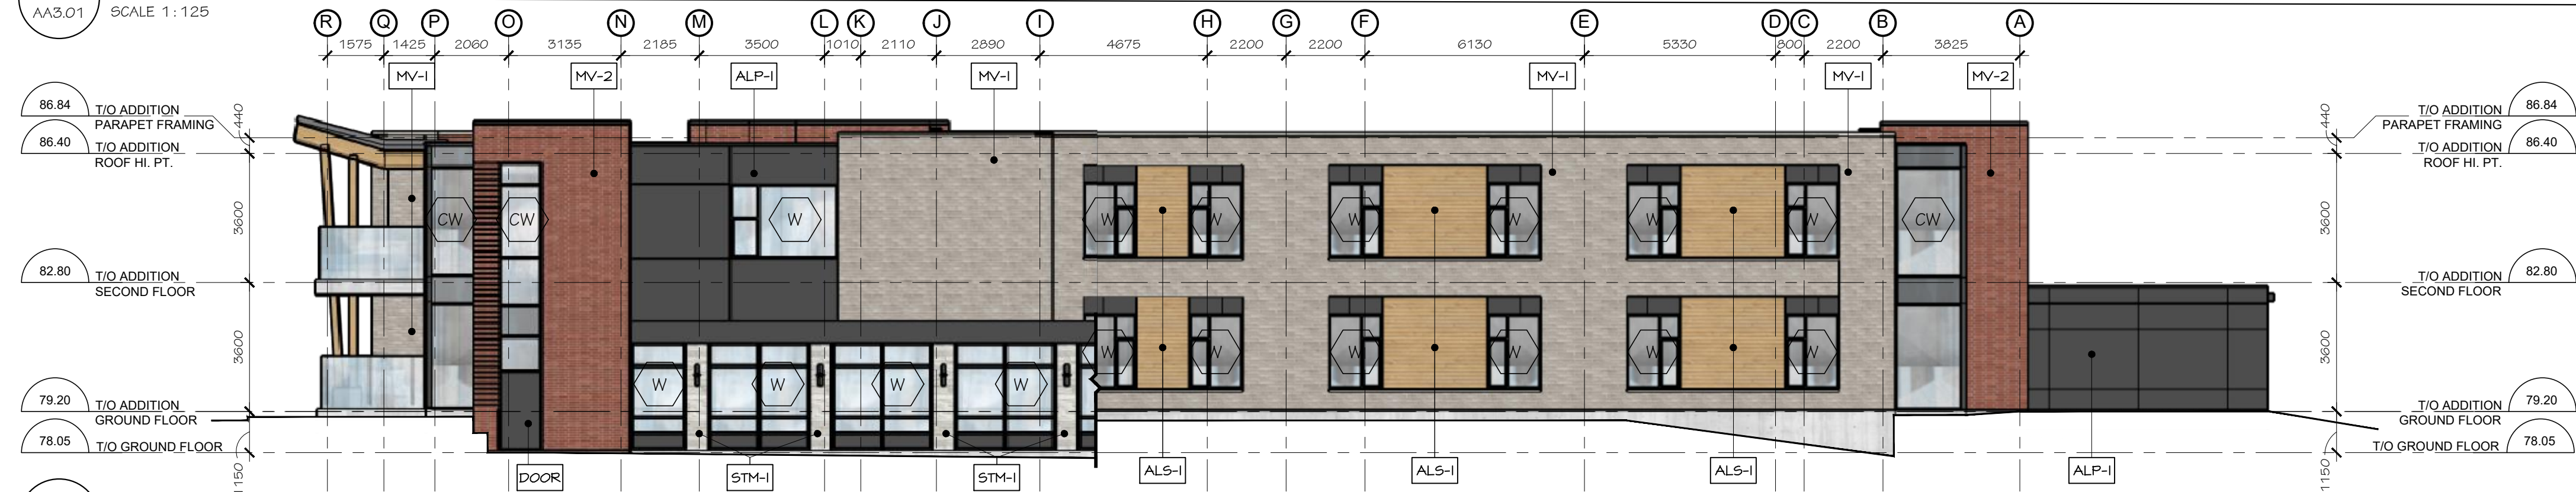 AA3.01 SCALE 1:125
R Q P O N M L K J I H G F E D C B A
1575 1425 2060 3135 2185 3500 1010 2110 2890 4675 2200 2200 6130 5330 800 2200 3825
MV-1 MV-2 ALP-1 MV-1 MV-1 MV-1 MV-2
86.84 T/O ADDITION
PARAPET FRAMING
86.40 T/O ADDITION
ROOF HI. PT.
82.80 T/O ADDITION
SECOND FLOOR
79.20 T/O ADDITION
GROUND FLOOR
78.05 T/O GROUND FLOOR
440
3600
3600
1150
CW CW W W W W W W W CW
W W W W W W W W W W
DOOR STM-1 STM-1 ALS-1 ALS-1 ALS-1 ALP-1
440
3600
3600
1150
T/O ADDITION 86.84
PARAPET FRAMING
T/O ADDITION 86.40
ROOF HI. PT.
T/O ADDITION 82.80
SECOND FLOOR
T/O ADDITION 79.20
GROUND FLOOR
T/O GROUND FLOOR 78.05